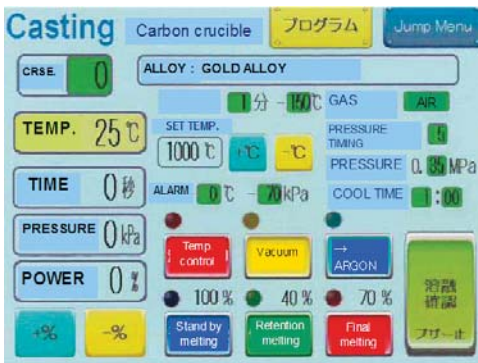 Casting Carbon crucible プログラム Jump Menu
CRSE. 0 ALLOY : GOLD ALLOY
1分 -150℃ GAS AIR
TEMP. 25℃ SET TEMP. 1000℃ +℃ -℃ PRESSURE TIMING 5
PRESSURE 0.35MPa
TIME 0秒 ALARM 0℃ -70kPa COOL TIME 1:00
PRESSURE 0kPa Temp. control Vacuum → ARGON
POWER 0% 100% 40% 70% 溶融確認
+% -% Stand by melting Retention melting Final melting ブザー止